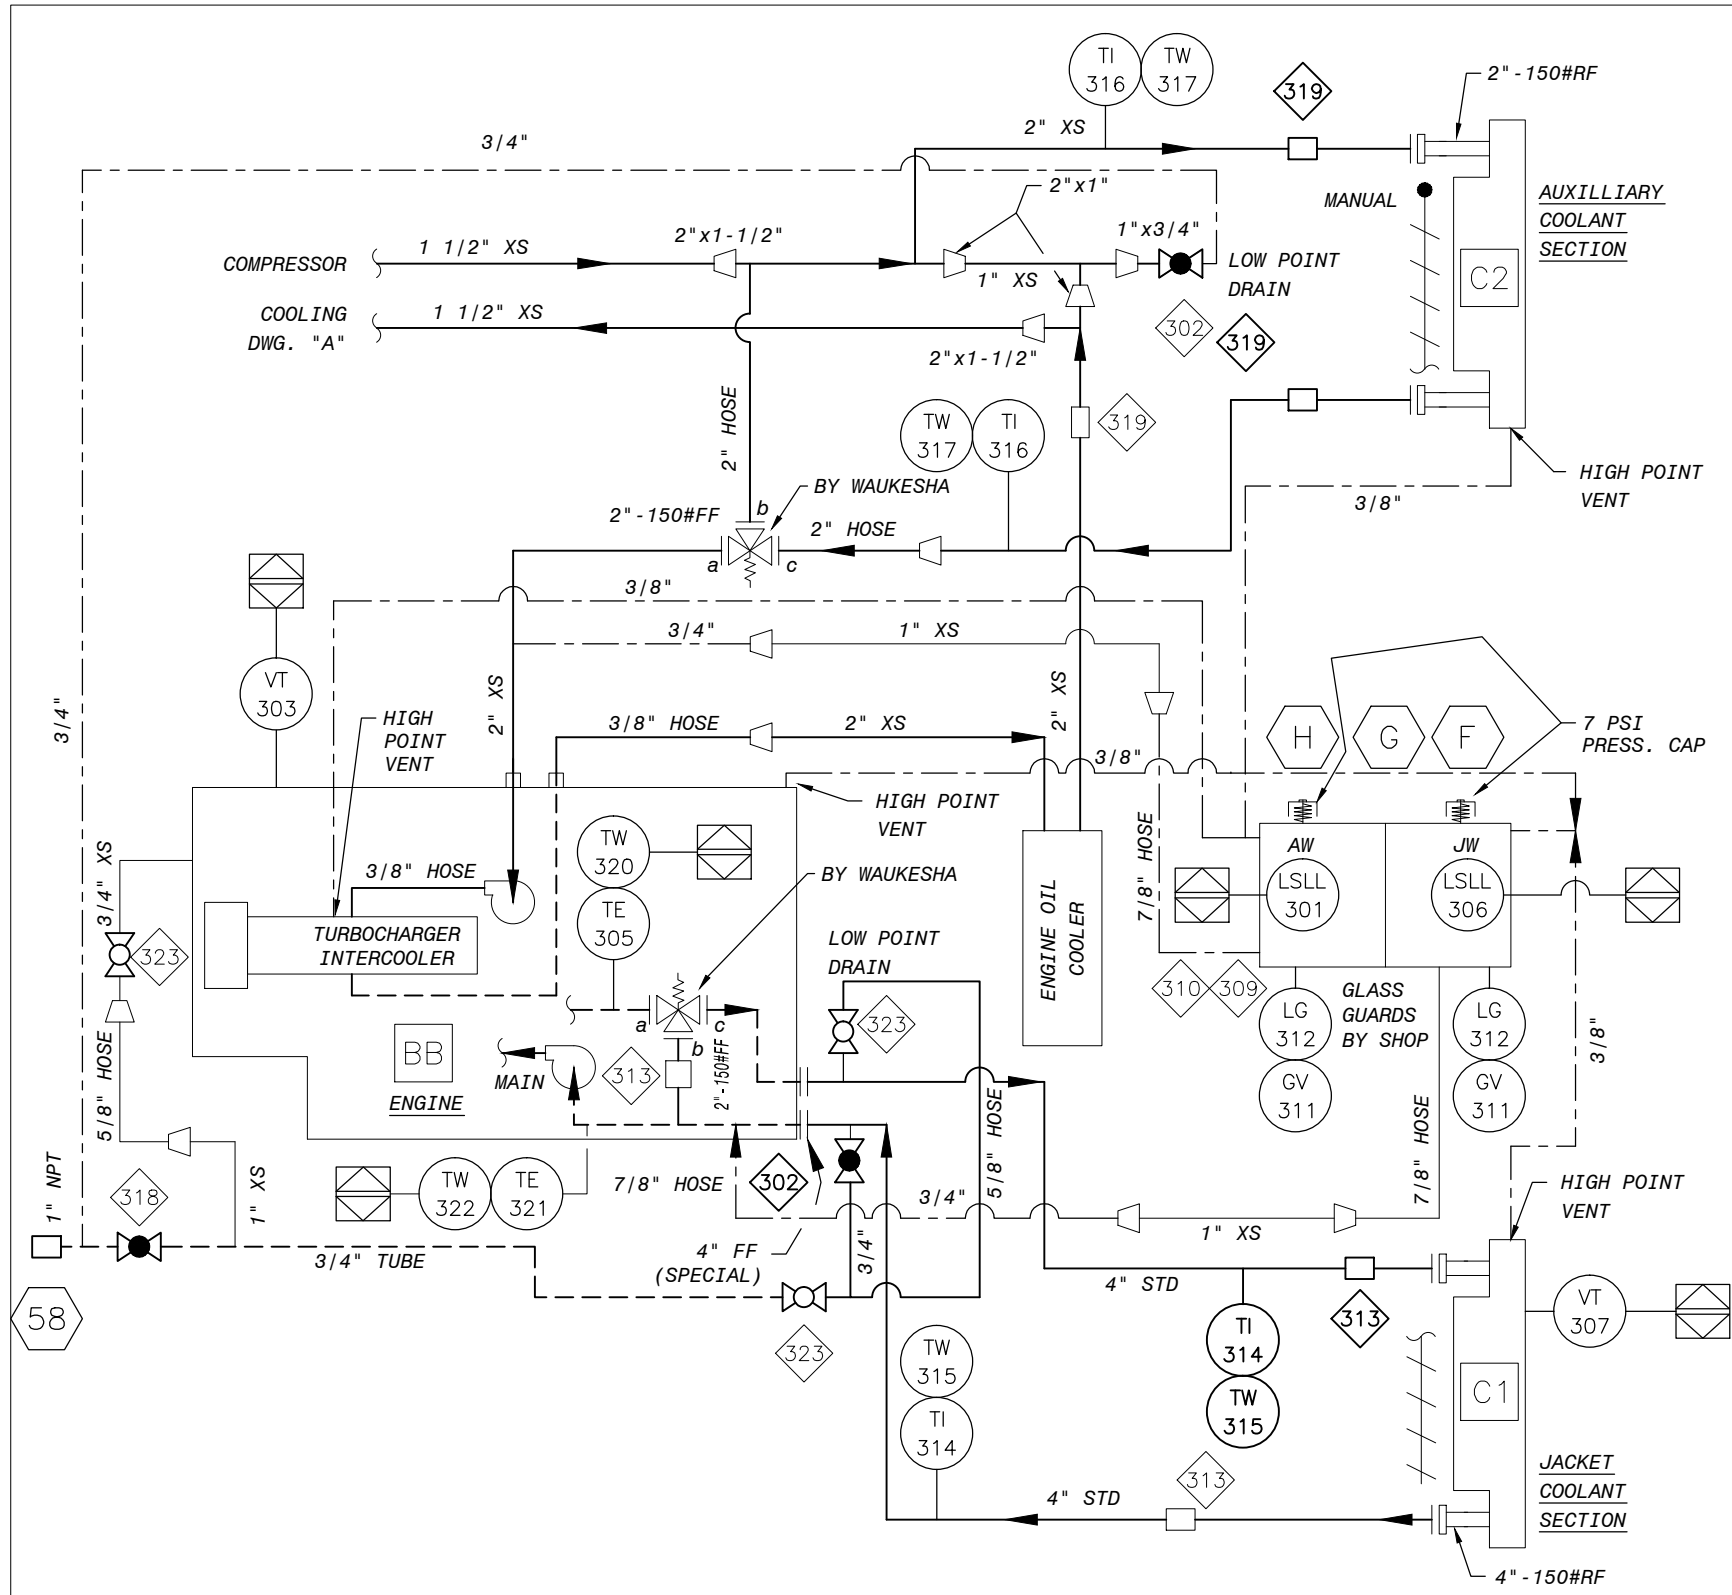 TI
316
TW
317
319
2"-150#RF
3/4"
2" XS
2"x1"
MANUAL
AUXILLIARY
COOLANT
SECTION
C2
COMPRESSOR
1 1/2" XS
2"x1-1/2"
1"x3/4"
1" XS
LOW POINT
DRAIN
COOLING
DWG. "A"
1 1/2" XS
2"x1-1/2"
302
319
2" HOSE
TW
317
TI
316
319
HIGH POINT
VENT
3/8"
BY WAUKESHA
2"-150#FF
b
a
c
2" HOSE
3/8"
3/4"
1" XS
VT
303
2" XS
2" XS
3/4"
HIGH
POINT
VENT
3/8" HOSE
2" XS
H
G
F
7 PSI
PRESS. CAP
3/8"
HIGH POINT
VENT
3/4" XS
TW
320
TE
305
BY WAUKESHA
3/8" HOSE
TURBOCHARGER
INTERCOOLER
ENGINE OIL
COOLER
7/8" HOSE
AW
LSLL
301
JW
LSLL
306
323
LOW POINT
DRAIN
310
309
GLASS
GUARDS
BY SHOP
LG
312
LG
312
GV
311
GV
311
3/8"
a
c
b
323
BB
ENGINE
MAIN
313
2"-150#FF
5/8" HOSE
5/8" HOSE
7/8" HOSE
1" NPT
318
1" XS
TW
322
TE
321
7/8" HOSE
302
3/4"
1" XS
HIGH POINT
VENT
3/4" TUBE
4" FF
(SPECIAL)
3/4"
4" STD
58
323
313
VT
307
TI
314
TW
315
TW
315
TI
314
C1
313
4" STD
JACKET
COOLANT
SECTION
4"-150#RF